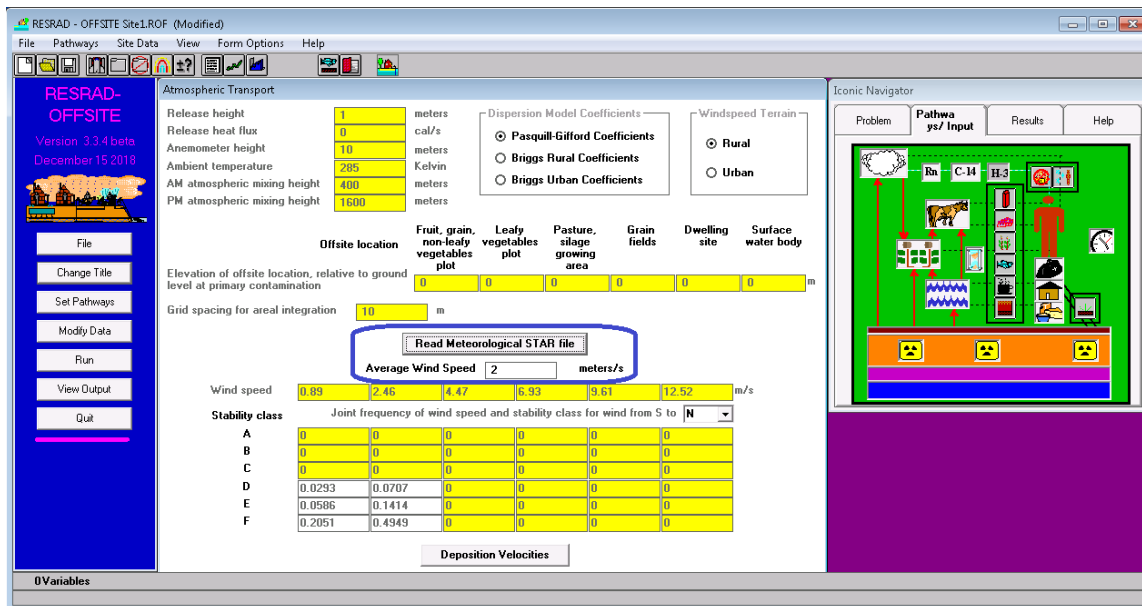 RESRAD - OFFSITE Site1.ROF (Modified)
File Pathways Site Data View Form Options Help
RESRAD-
OFFSITE
Version 3.3.4 beta
December 15 2018
File
Change Title
Set Pathways
Modify Data
Run
View Output
Quit
Atmospheric Transport
Release height 1 meters
Release heat flux 0 cal/s
Anemometer height 10 meters
Ambient temperature 285 Kelvin
AM atmospheric mixing height 400 meters
PM atmospheric mixing height 1600 meters
Dispersion Model Coefficients
Pasquill-Gifford Coefficients
Briggs Rural Coefficients
Briggs Urban Coefficients
Windspeed Terrain
Rural
Urban
Offsite location
Fruit, grain,
non-leafy
vegetables
plot
Leafy
vegetables
plot
Pasture,
silage
growing
area
Grain
fields
Dwelling
site
Surface
water body
Elevation of offsite location, relative to ground
level at primary contamination
0 0 0 0 0 0 m
Grid spacing for areal integration 10 m
Read Meteorological STAR file
Average Wind Speed 2 meters/s
Wind speed 0.89 2.46 4.47 6.93 9.61 12.52 m/s
Stability class Joint frequency of wind speed and stability class for wind from S to N
A 0 0 0 0 0 0
B 0 0 0 0 0 0
C 0 0 0 0 0 0
D 0.0293 0.0707 0 0 0 0
E 0.0586 0.1414 0 0 0 0
F 0.2051 0.4949 0 0 0 0
Deposition Velocities
Iconic Navigator
Problem
Pathwa
ys/ Input
Results
Help
Rn C-14 H-3
0 Variables